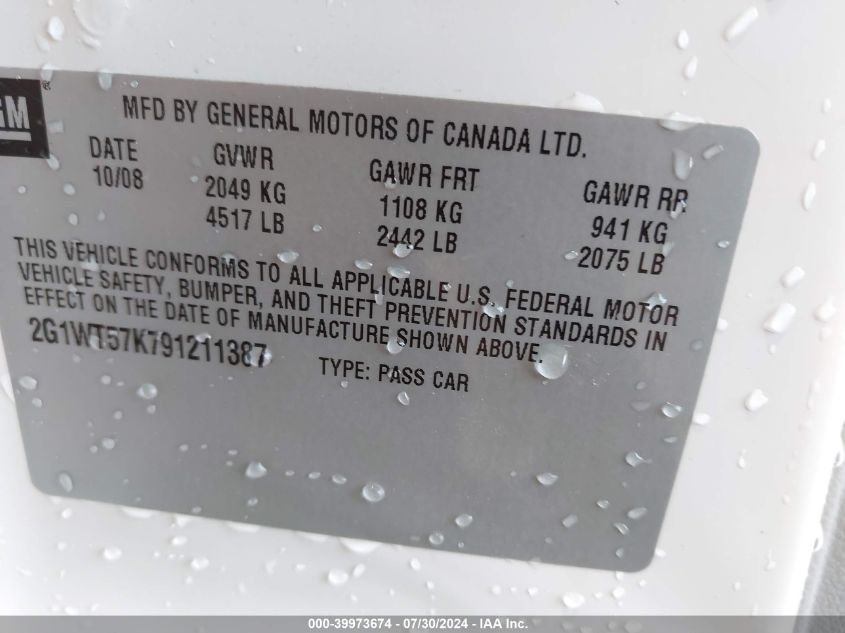 GM®
MFD BY GENERAL MOTORS OF CANADA LTD.
DATE GVWR GAWR FRT GAWR RR
10/08 2049 KG 1108 KG 941 KG
4517 LB 2442 LB 2075 LB
THIS VEHICLE CONFORMS TO ALL APPLICABLE U.S. FEDERAL MOTOR
VEHICLE SAFETY, BUMPER, AND THEFT PREVENTION STANDARDS IN
EFFECT ON THE DATE OF MANUFACTURE SHOWN ABOVE.
2G1WT57K791211387 TYPE: PASS CAR
000-39973674 / 07/30/2024 - IAA Inc.